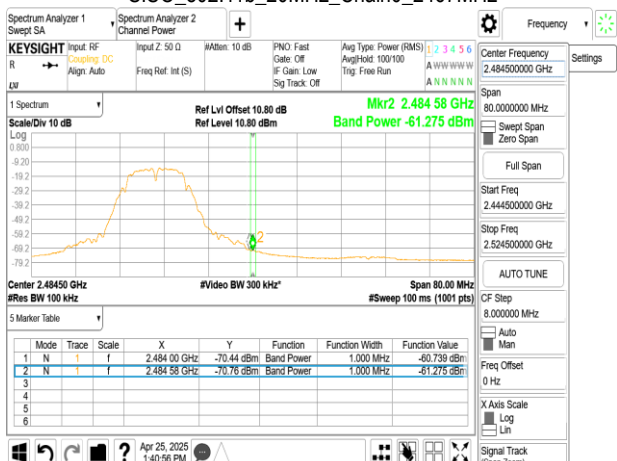 Spectrum Analyzer 1
Swept SA
Spectrum Analyzer 2
Channel Power
+
Frequency
KEYSIGHT
R
LXI
Input: RF
Coupling: DC
Align: Auto
Input Z: 50 Ω
Freq Ref: Int (S)
#Atten: 10 dB
PNO: Fast
Gate: Off
IF Gain: Low
Sig Track: Off
Avg Type: Power (RMS)
Avg|Hold: 100/100
Trig: Free Run
1 2 3 4 5 6
A W W W W W
A N N N N N
Center Frequency
2.484500000 GHz
Settings
Span
80.0000000 MHz
Swept Span
Zero Span
Full Span
Start Freq
2.444500000 GHz
Stop Freq
2.524500000 GHz
AUTO TUNE
CF Step
8.000000 MHz
Auto
Man
Freq Offset
0 Hz
X Axis Scale
Log
Lin
Signal Track
1 Spectrum
Scale/Div 10 dB
Ref Lvl Offset 10.80 dB
Ref Level 10.80 dBm
Mkr2 2.484 58 GHz
Band Power -61.275 dBm
Log
0.800
-9.20
-19.2
-29.2
-39.2
-49.2
-59.2
-69.2
-79.2
2
Center 2.48450 GHz
#Res BW 100 kHz
#Video BW 300 kHz*
Span 80.00 MHz
#Sweep 100 ms (1001 pts)
5 Marker Table
Mode Trace Scale X Y Function Function Width Function Value
1 N 1 f 2.484 00 GHz -70.44 dBm Band Power 1.000 MHz -60.739 dBm
2 N 1 f 2.484 58 GHz -70.76 dBm Band Power 1.000 MHz -61.275 dBm
3
4
5
6
?
Apr 25, 2025
1:40:56 PM